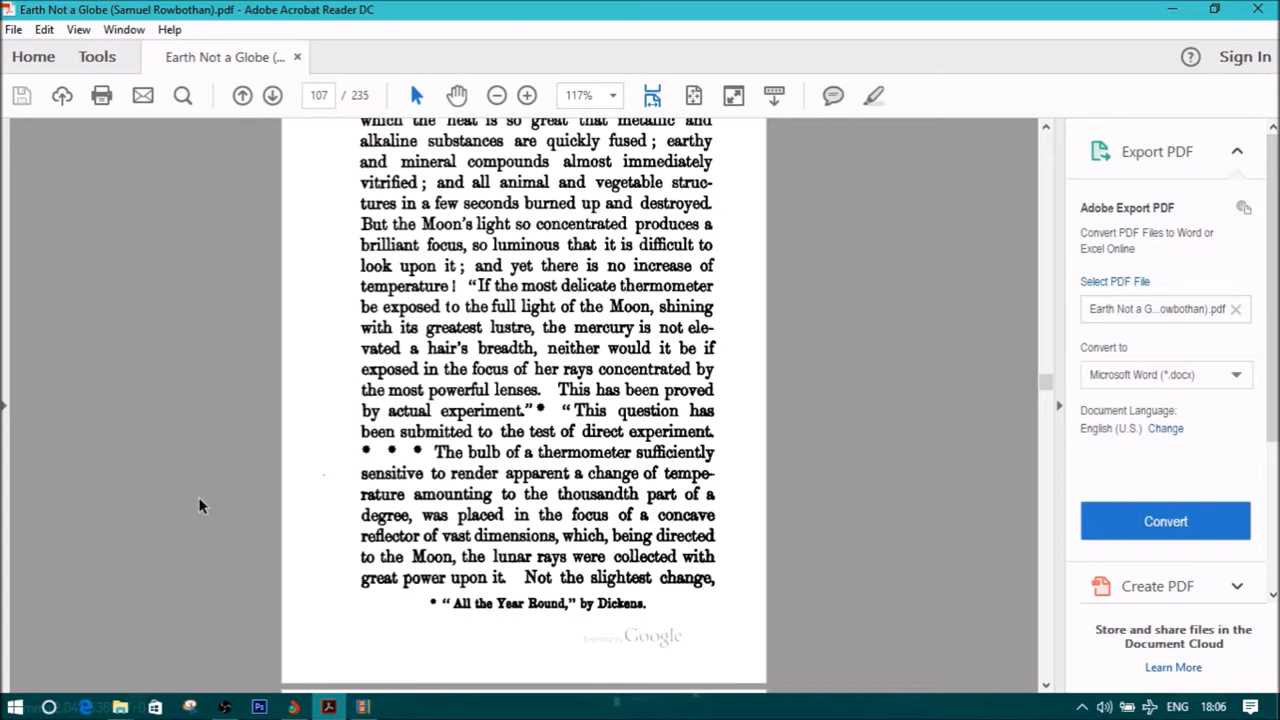 Earth Not a Globe (Samuel Rowbothan).pdf - Adobe Acrobat Reader DC
File Edit View Window Help
Home Tools Earth Not a Globe (... × Sign In
107 / 235 117%
which the heat is so great that metallic and
alkaline substances are quickly fused ; earthy
and mineral compounds almost immediately
vitrified ; and all animal and vegetable struc-
tures in a few seconds burned up and destroyed.
But the Moon's light so concentrated produces a
brilliant focus, so luminous that it is difficult to
look upon it ; and yet there is no increase of
temperature ! “If the most delicate thermometer
be exposed to the full light of the Moon, shining
with its greatest lustre, the mercury is not ele-
vated a hair's breadth, neither would it be if
exposed in the focus of her rays concentrated by
the most powerful lenses. This has been proved
by actual experiment.” * “This question has
been submitted to the test of direct experiment.
* * * The bulb of a thermometer sufficiently
sensitive to render apparent a change of tempe-
rature amounting to the thousandth part of a
degree, was placed in the focus of a concave
reflector of vast dimensions, which, being directed
to the Moon, the lunar rays were collected with
great power upon it. Not the slightest change,
* “All the Year Round,” by Dickens.
Digitized by Google
Export PDF
Adobe Export PDF
Convert PDF Files to Word or
Excel Online
Select PDF File
Earth Not a G...owbothan).pdf ×
Convert to
Microsoft Word (*.docx)
Document Language:
English (U.S.) Change
Convert
Create PDF
Store and share files in the
Document Cloud
Learn More
ENG 18:06